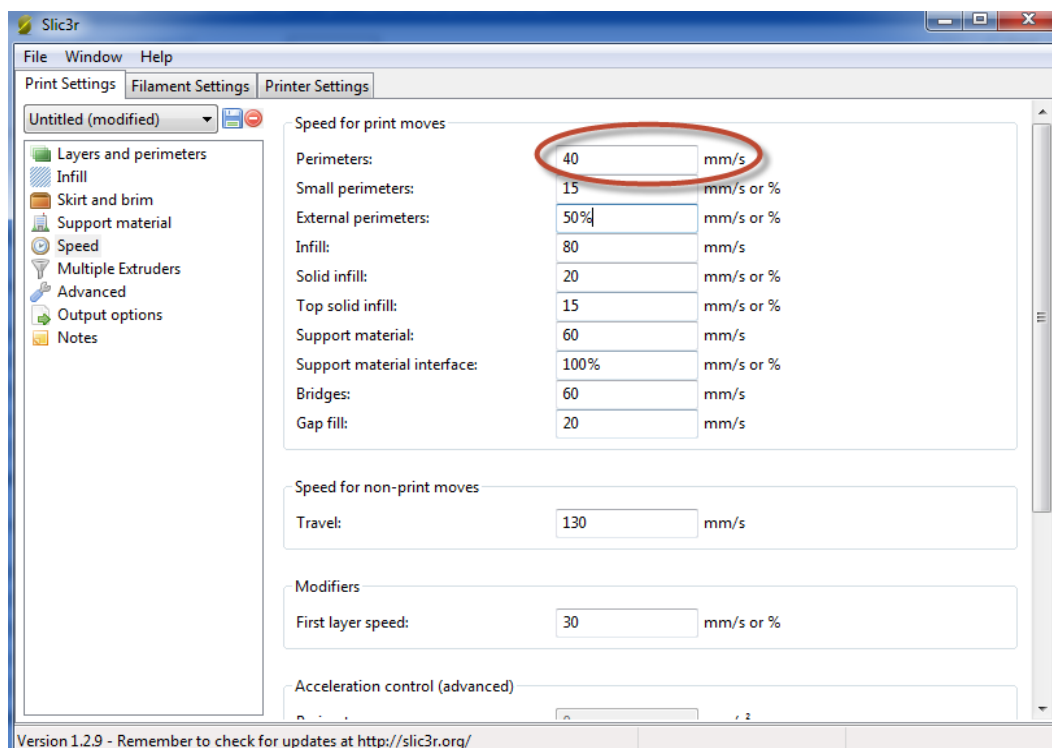 Slic3r
File Window Help
Print Settings Filament Settings Printer Settings
Untitled (modified)
Layers and perimeters
Infill
Skirt and brim
Support material
Speed
Multiple Extruders
Advanced
Output options
Notes
Speed for print moves
Perimeters: 40 mm/s
Small perimeters: 15 mm/s or %
External perimeters: 50% mm/s or %
Infill: 80 mm/s
Solid infill: 20 mm/s or %
Top solid infill: 15 mm/s or %
Support material: 60 mm/s
Support material interface: 100% mm/s or %
Bridges: 60 mm/s
Gap fill: 20 mm/s
Speed for non-print moves
Travel: 130 mm/s
Modifiers
First layer speed: 30 mm/s or %
Acceleration control (advanced)
Version 1.2.9 - Remember to check for updates at http://slic3r.org/